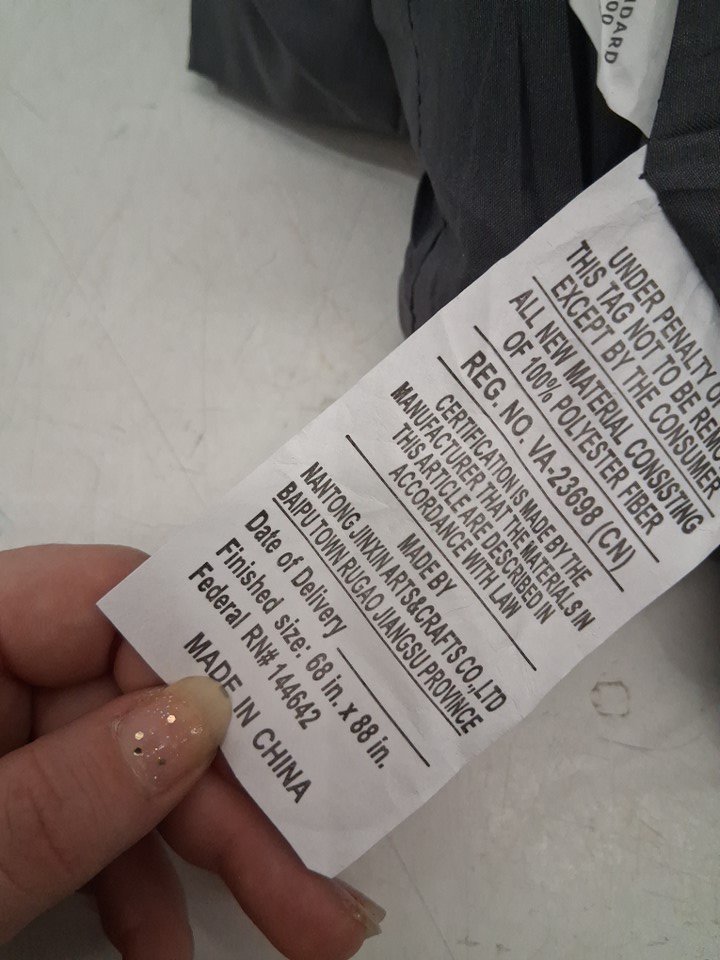 DARD
OD
UNDER PENALTY
THIS TAG NOT TO BE
EXCEPT BY THE CONSUMER
ALL NEW MATERIAL CONSISTING
OF 100% POLYESTER FIBER
REG. NO. VA-23698 (CN)
CERTIFICATION IS MADE BY THE
MANUFACTURER THAT THE MATERIALS IN
THIS ARTICLE ARE DESCRIBED IN
ACCORDANCE WITH LAW
MADE BY
NANTONG JINXIN ARTS&CRAFTS CO.,LTD
BAIPU TOWN RUGAO JIANGSU PROVINCE
Date of Delivery
Finished size: 68 in. x 88 in.
Federal RN# 144642
MADE IN CHINA